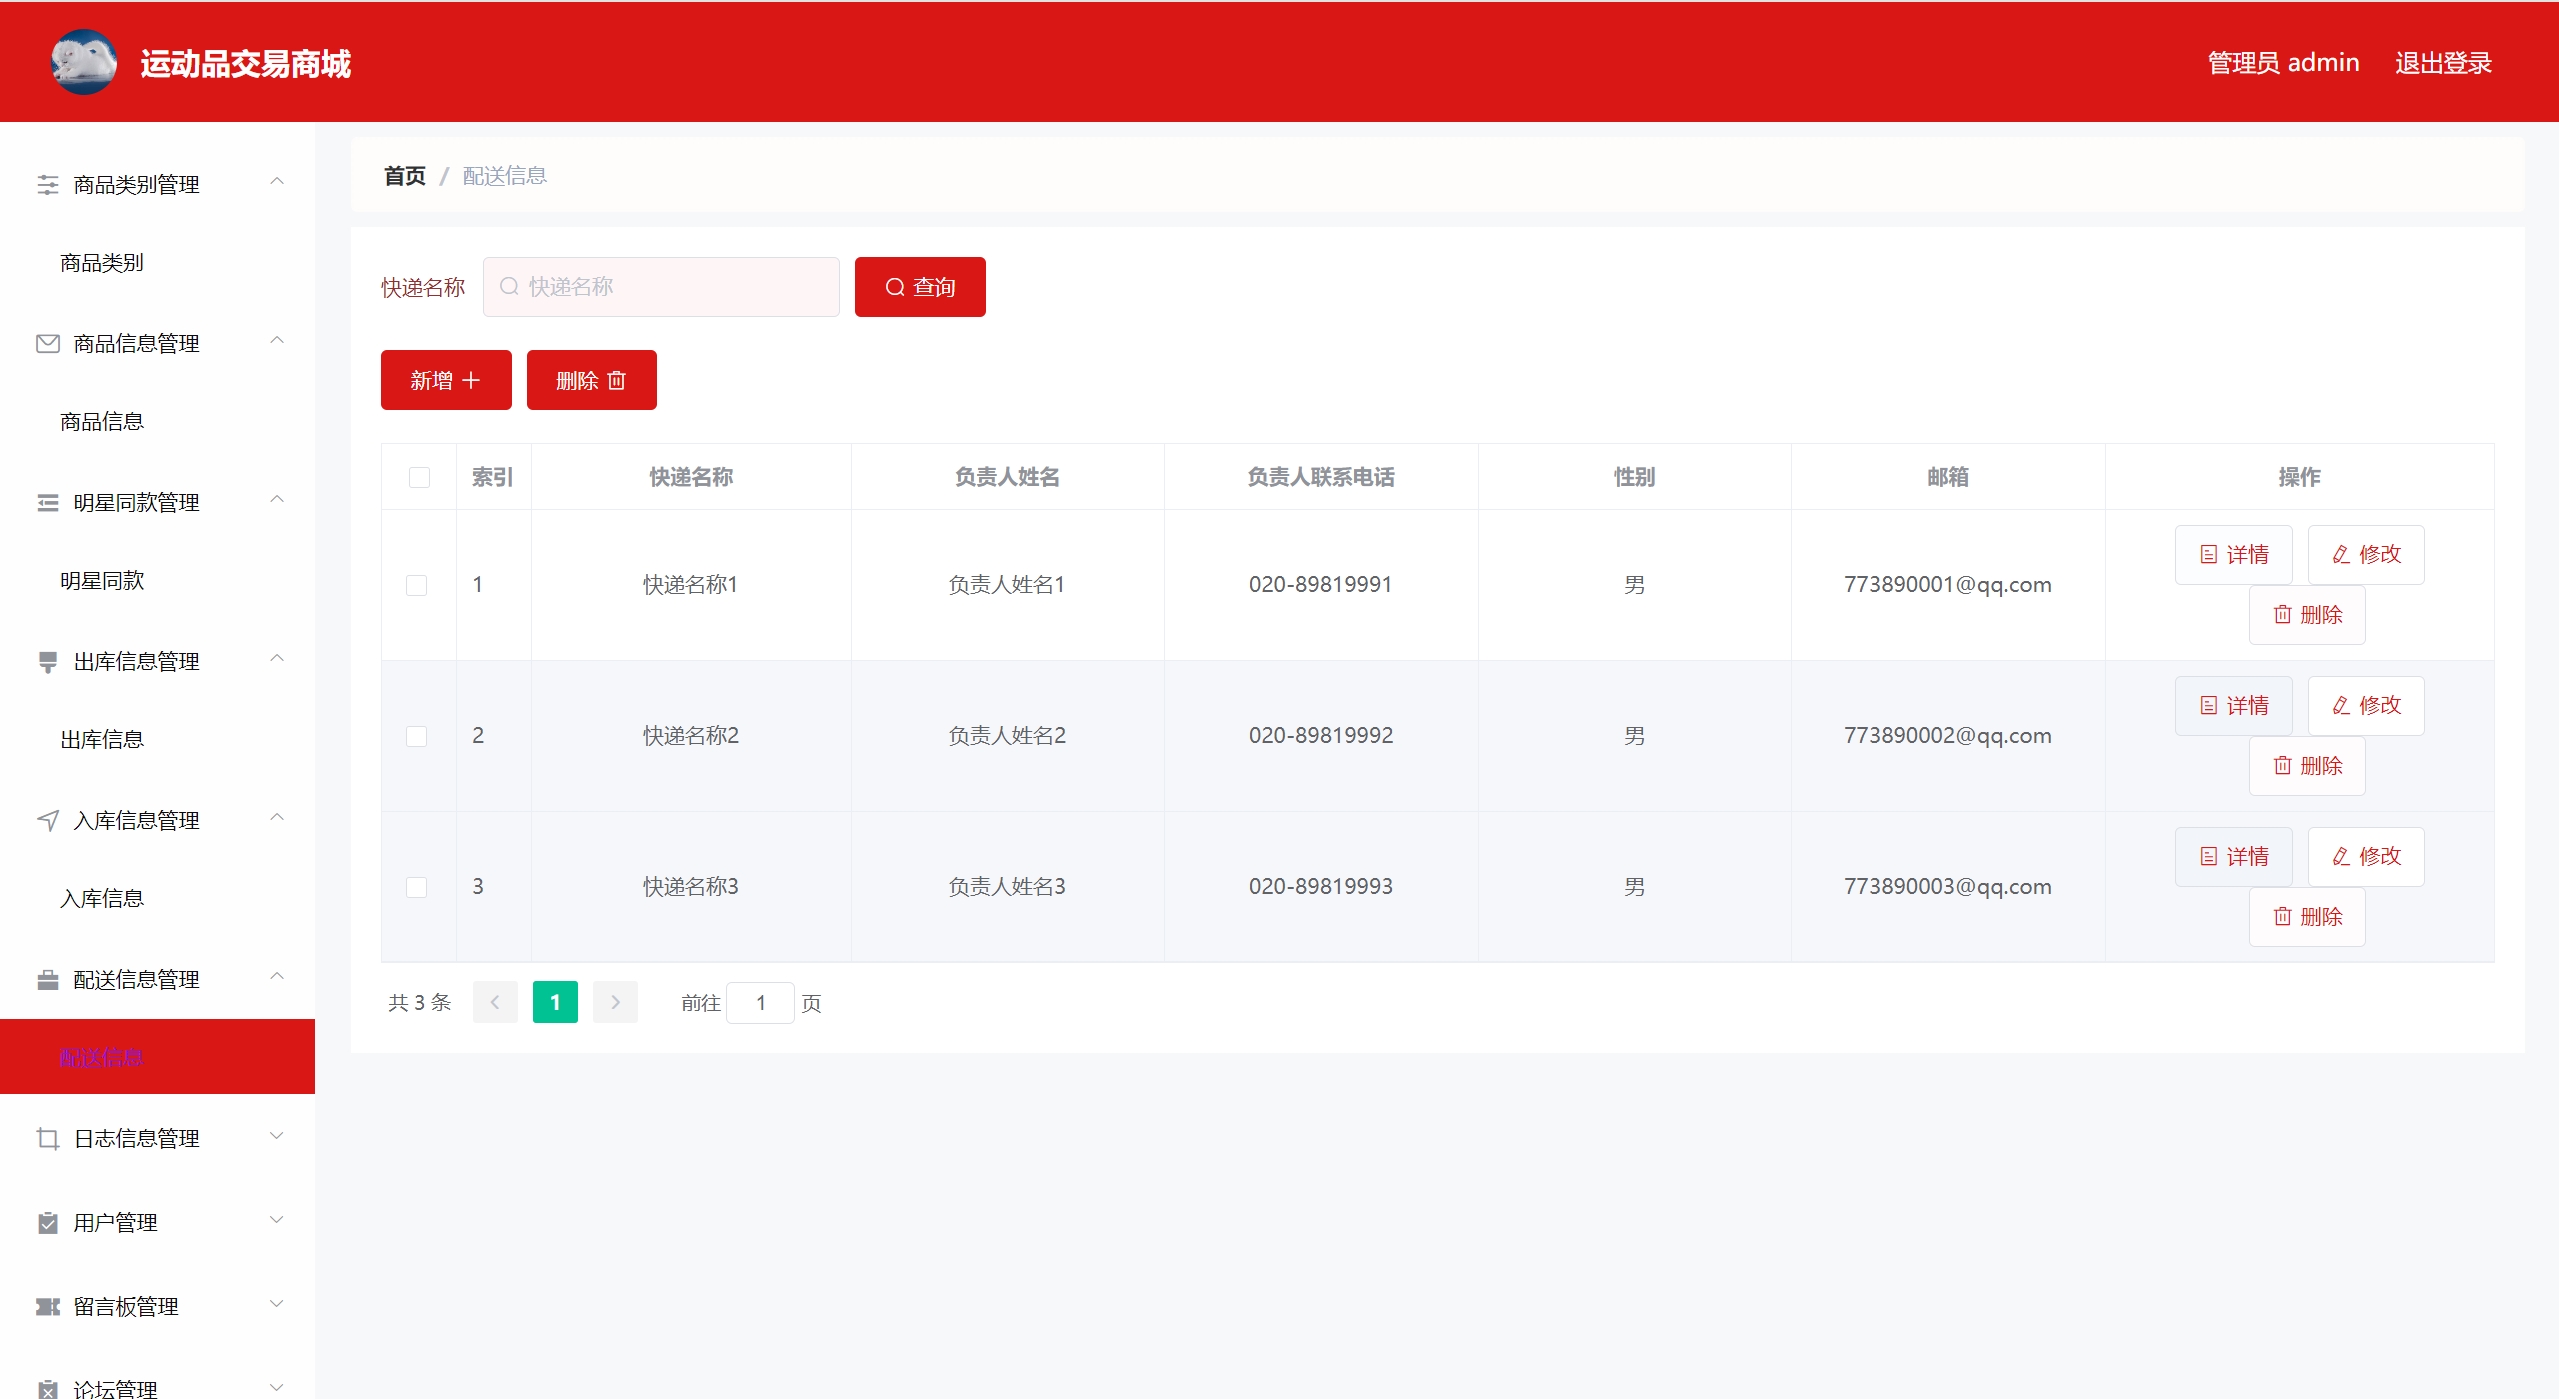 运动品交易商城
管理员 admin 退出登录
商品类别管理
商品类别
商品信息管理
商品信息
明星同款管理
明星同款
出库信息管理
出库信息
入库信息管理
入库信息
配送信息管理
配送信息
日志信息管理
用户管理
留言板管理
论坛管理
首页 / 配送信息
快递名称 快递名称 查询
新增 删除
索引 快递名称 负责人姓名 负责人联系电话 性别 邮箱 操作
1 快递名称1 负责人姓名1 020-89819991 男 773890001@qq.com 详情 修改
删除
2 快递名称2 负责人姓名2 020-89819992 男 773890002@qq.com 详情 修改
删除
3 快递名称3 负责人姓名3 020-89819993 男 773890003@qq.com 详情 修改
删除
共 3 条 1 前往 1 页